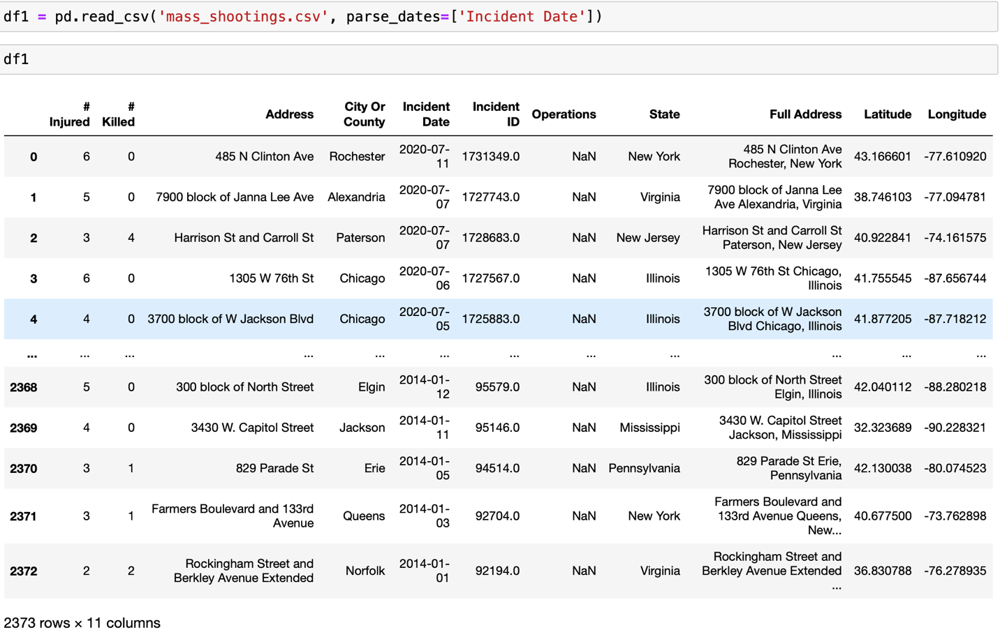 df1 = pd.read_csv('mass_shootings.csv', parse_dates=['Incident Date'])
df1
# Injured # Killed Address City Or County Incident Date Incident ID Operations State Full Address Latitude Longitude
0 6 0 485 N Clinton Ave Rochester 2020-07-11 1731349.0 NaN New York 485 N Clinton Ave Rochester, New York 43.166601 -77.610920
1 5 0 7900 block of Janna Lee Ave Alexandria 2020-07-07 1727743.0 NaN Virginia 7900 block of Janna Lee Ave Alexandria, Virginia 38.746103 -77.094781
2 3 4 Harrison St and Carroll St Paterson 2020-07-07 1728683.0 NaN New Jersey Harrison St and Carroll St Paterson, New Jersey 40.922841 -74.161575
3 6 0 1305 W 76th St Chicago 2020-07-06 1727567.0 NaN Illinois 1305 W 76th St Chicago, Illinois 41.755545 -87.656744
4 4 0 3700 block of W Jackson Blvd Chicago 2020-07-05 1725883.0 NaN Illinois 3700 block of W Jackson Blvd Chicago, Illinois 41.877205 -87.718212
... ... ... ... ... ... ... ... ... ... ... ...
2368 5 0 300 block of North Street Elgin 2014-01-12 95579.0 NaN Illinois 300 block of North Street Elgin, Illinois 42.040112 -88.280218
2369 4 0 3430 W. Capitol Street Jackson 2014-01-11 95146.0 NaN Mississippi 3430 W. Capitol Street Jackson, Mississippi 32.323689 -90.228321
2370 3 1 829 Parade St Erie 2014-01-05 94514.0 NaN Pennsylvania 829 Parade St Erie, Pennsylvania 42.130038 -80.074523
2371 3 1 Farmers Boulevard and 133rd Avenue Queens 2014-01-03 92704.0 NaN New York Farmers Boulevard and 133rd Avenue Queens, New... 40.677500 -73.762898
2372 2 2 Rockingham Street and Berkley Avenue Extended Norfolk 2014-01-01 92194.0 NaN Virginia Rockingham Street and Berkley Avenue Extended ... 36.830788 -76.278935
2373 rows × 11 columns